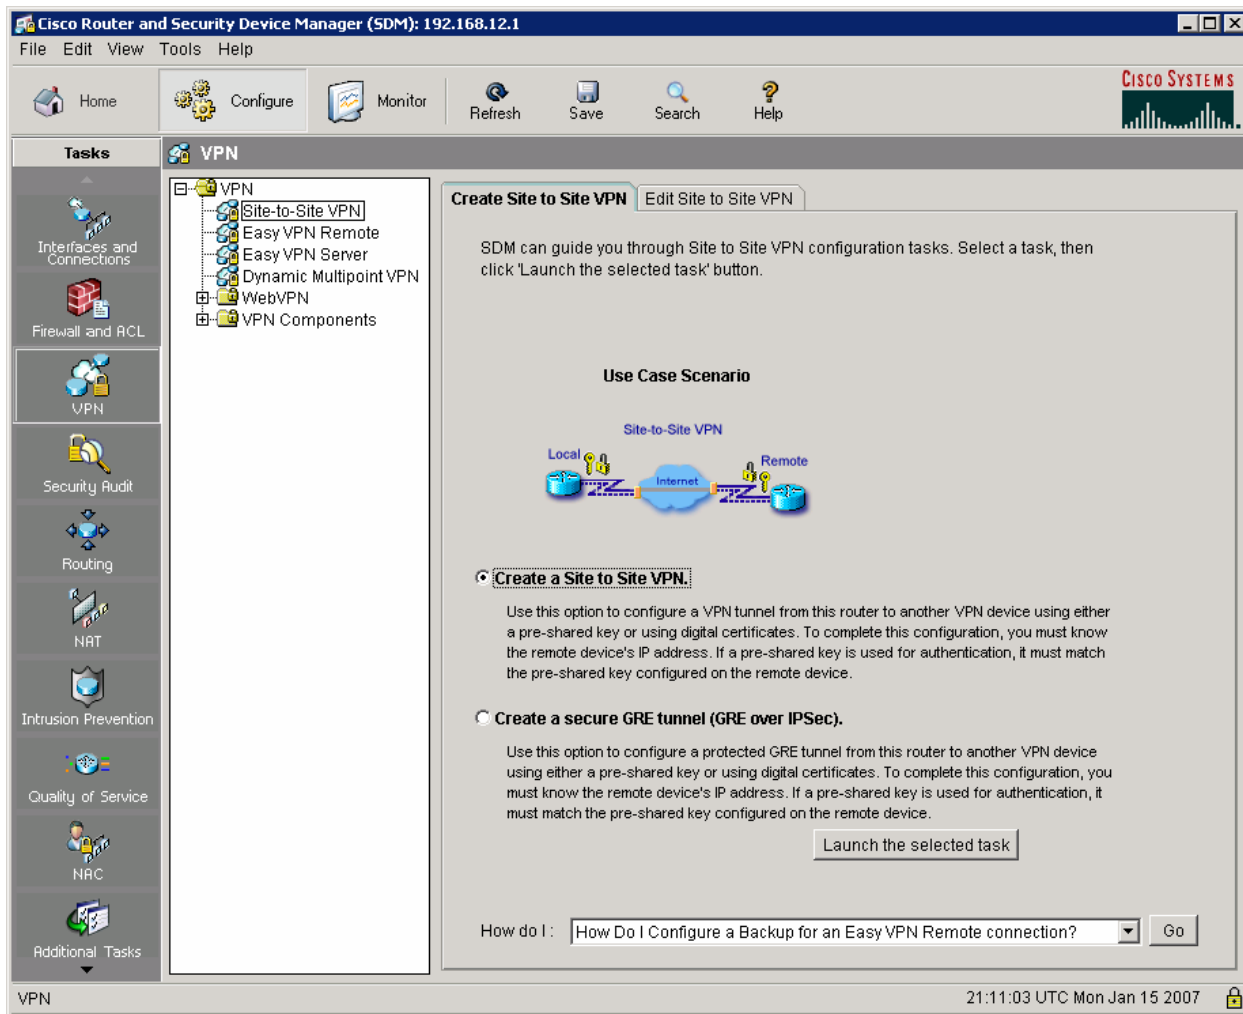 Cisco Router and Security Device Manager (SDM): 192.168.12.1
File Edit View Tools Help
Home Configure Monitor Refresh Save Search Help
CISCO SYSTEMS
Tasks
VPN
Interfaces and
Connections
Firewall and ACL
VPN
Security Audit
Routing
NAT
Intrusion Prevention
Quality of Service
NAC
Additional Tasks
VPN
Site-to-Site VPN
Easy VPN Remote
Easy VPN Server
Dynamic Multipoint VPN
WebVPN
VPN Components
Create Site to Site VPN Edit Site to Site VPN
SDM can guide you through Site to Site VPN configuration tasks. Select a task, then
click 'Launch the selected task' button.
Use Case Scenario
Site-to-Site VPN
Local
Internet
Remote
Create a Site to Site VPN.
Use this option to configure a VPN tunnel from this router to another VPN device using either
a pre-shared key or using digital certificates. To complete this configuration, you must know
the remote device's IP address. If a pre-shared key is used for authentication, it must match
the pre-shared key configured on the remote device.
Create a secure GRE tunnel (GRE over IPSec).
Use this option to configure a protected GRE tunnel from this router to another VPN device
using either a pre-shared key or using digital certificates. To complete this configuration, you
must know the remote device's IP address. If a pre-shared key is used for authentication, it
must match the pre-shared key configured on the remote device.
Launch the selected task
How do I : How Do I Configure a Backup for an Easy VPN Remote connection? Go
VPN 21:11:03 UTC Mon Jan 15 2007